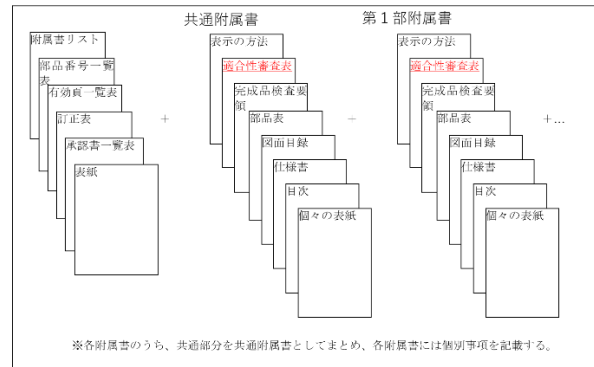 共通附属書
第１部附属書
附属書リスト
部品番号一覧
表
有効頁一覧表
訂正表
承認書一覧表
表紙
+
表示の方法
適合性審査表
完成品検査要
領
部品表
図面目録
仕様書
目次
個々の表紙
+
表示の方法
適合性審査表
完成品検査要
領
部品表
図面目録
仕様書
目次
個々の表紙
+…
※各附属書のうち、共通部分を共通附属書としてまとめ、各附属書には個別事項を記載する。